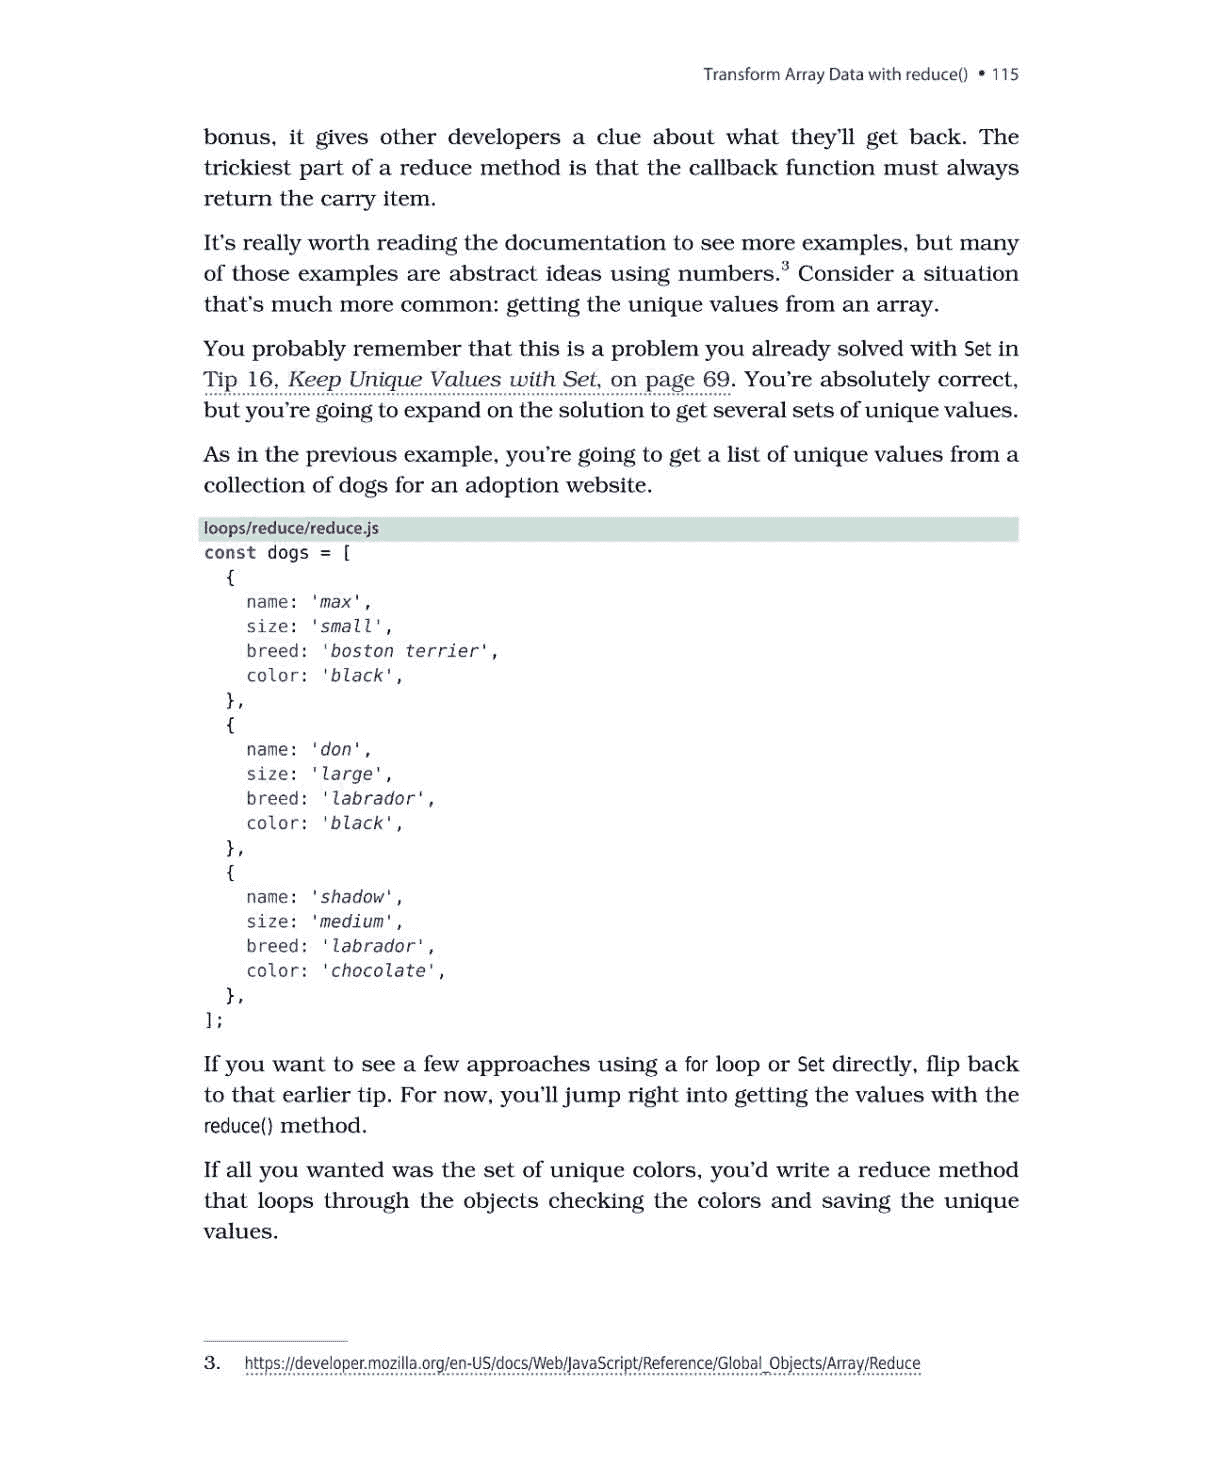 Transform Array Data with reduce() • 115
bonus, it gives other developers a clue about what they'll get back. The
trickiest part of a reduce method is that the callback function must always
return the carry item.
It's really worth reading the documentation to see more examples, but many
of those examples are abstract ideas using numbers.³ Consider a situation
that's much more common: getting the unique values from an array.
You probably remember that this is a problem you already solved with Set in
Tip 16, Keep Unique Values with Set, on page 69. You're absolutely correct,
but you're going to expand on the solution to get several sets of unique values.
As in the previous example, you're going to get a list of unique values from a
collection of dogs for an adoption website.
loops/reduce/reduce.js
const dogs = [
  {
    name: 'max',
    size: 'small',
    breed: 'boston terrier',
    color: 'black',
  },
  {
    name: 'don',
    size: 'large',
    breed: 'labrador',
    color: 'black',
  },
  {
    name: 'shadow',
    size: 'medium',
    breed: 'labrador',
    color: 'chocolate',
  },
];
If you want to see a few approaches using a for loop or Set directly, flip back
to that earlier tip. For now, you'll jump right into getting the values with the
reduce() method.
If all you wanted was the set of unique colors, you'd write a reduce method
that loops through the objects checking the colors and saving the unique
values.
3. https://developer.mozilla.org/en-US/docs/Web/JavaScript/Reference/Global_Objects/Array/Reduce